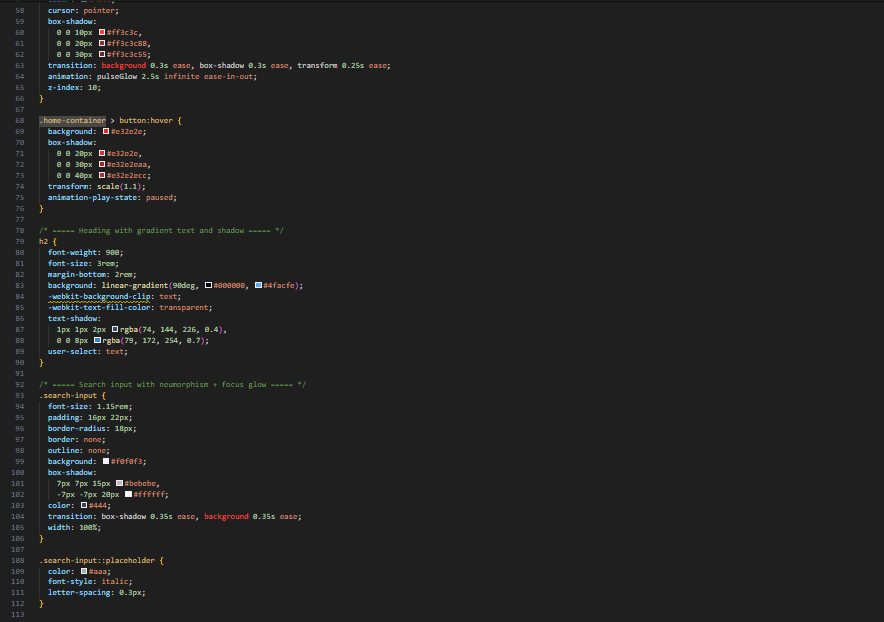 58 cursor: pointer;
59 box-shadow:
60 0 0 10px #ff3c3c,
61 0 0 20px #ff3c3c88,
62 0 0 30px #ff3c3c55;
63 transition: background 0.3s ease, box-shadow 0.3s ease, transform 0.25s ease;
64 animation: pulseGlow 2.5s infinite ease-in-out;
65 z-index: 10;
66 }
67
68 .home-container > button:hover {
69 background: #e32e2e;
70 box-shadow:
71 0 0 20px #e32e2e,
72 0 0 30px #e32e2eaa,
73 0 0 40px #e32e2ecc;
74 transform: scale(1.1);
75 animation-play-state: paused;
76 }
77
78 /* ===== Heading with gradient text and shadow ===== */
79 h2 {
80 font-weight: 900;
81 font-size: 3rem;
82 margin-bottom: 2rem;
83 background: linear-gradient(90deg, #000000, #4facfe);
84 -webkit-background-clip: text;
85 -webkit-text-fill-color: transparent;
86 text-shadow:
87 1px 1px 2px rgba(74, 144, 226, 0.4),
88 0 0 8px rgba(79, 172, 254, 0.7);
89 user-select: text;
90 }
91
92 /* ===== Search input with neumorphism + focus glow ===== */
93 .search-input {
94 font-size: 1.15rem;
95 padding: 16px 22px;
96 border-radius: 18px;
97 border: none;
98 outline: none;
99 background: #f0f0f3;
100 box-shadow:
101 7px 7px 15px #bebebe,
102 -7px -7px 20px #ffffff;
103 color: #444;
104 transition: box-shadow 0.35s ease, background 0.35s ease;
105 width: 100%;
106 }
107
108 .search-input::placeholder {
109 color: #aaa;
110 font-style: italic;
111 letter-spacing: 0.3px;
112 }
113